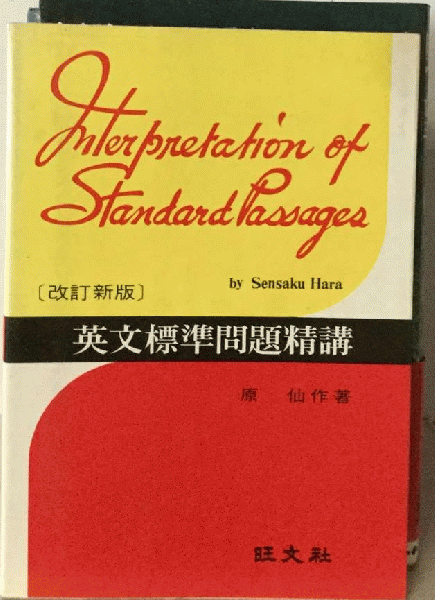 Interpretation of
Standard Passages
by Sensaku Hara
〔改訂新版〕
英文標準問題精講
原 仙作著
旺文社